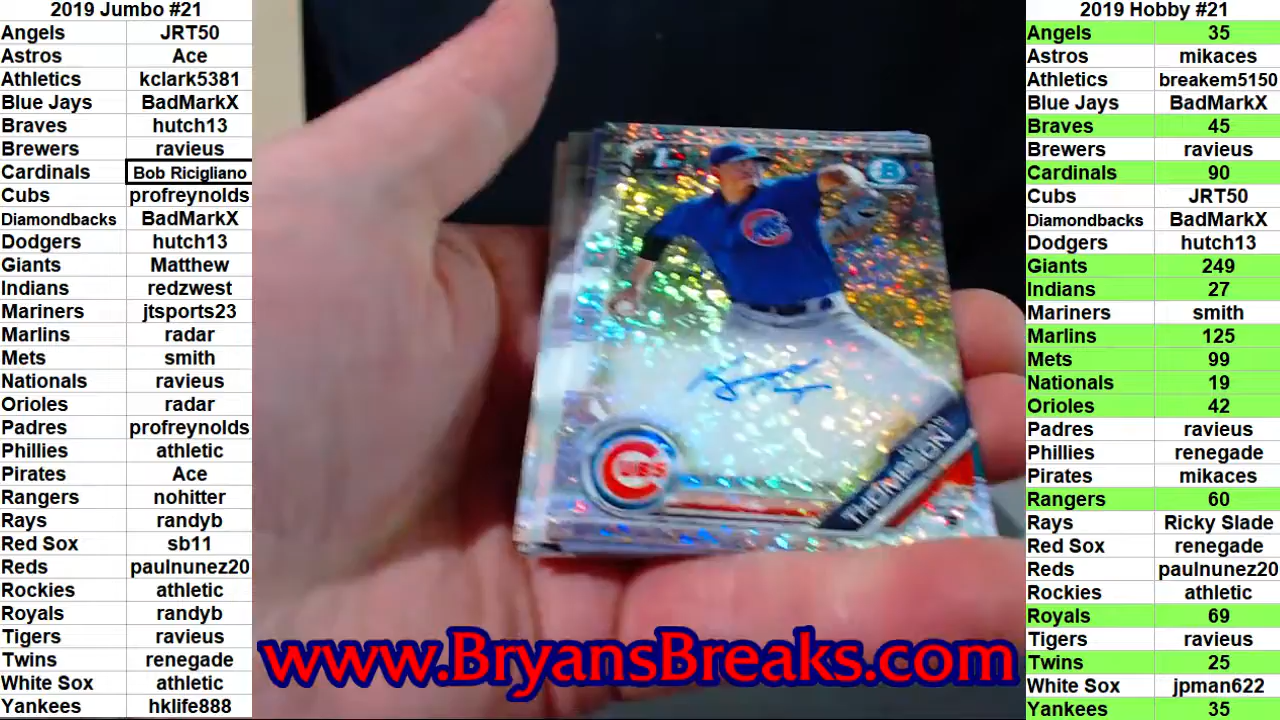 2019 Jumbo #21
Angels JRT50
Astros Ace
Athletics kclark5381
Blue Jays BadMarkX
Braves hutch13
Brewers ravieus
Cardinals Bob Ricigliano
Cubs profreynolds
Diamondbacks BadMarkX
Dodgers hutch13
Giants Matthew
Indians redzwest
Mariners jtsports23
Marlins radar
Mets smith
Nationals ravieus
Orioles radar
Padres profreynolds
Phillies athletic
Pirates Ace
Rangers nohitter
Rays randyb
Red Sox sb11
Reds paulnunez20
Rockies athletic
Royals randyb
Tigers ravieus
Twins renegade
White Sox athletic
Yankees hklife888
1st
B
CUBS
THOMPSON
www.BryansBreaks.com
2019 Hobby #21
Angels 35
Astros mikaces
Athletics breakem5150
Blue Jays BadMarkX
Braves 45
Brewers ravieus
Cardinals 90
Cubs JRT50
Diamondbacks BadMarkX
Dodgers hutch13
Giants 249
Indians 27
Mariners smith
Marlins 125
Mets 99
Nationals 19
Orioles 42
Padres ravieus
Phillies renegade
Pirates mikaces
Rangers 60
Rays Ricky Slade
Red Sox renegade
Reds paulnunez20
Rockies athletic
Royals 69
Tigers ravieus
Twins 25
White Sox jpman622
Yankees 35